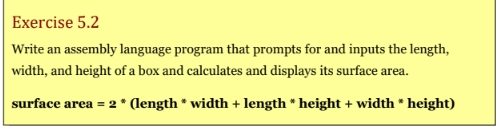 Exercise 5.2
Write an assembly language program that prompts for and inputs the length,
width, and height of a box and calculates and displays its surface area.
surface area = 2 * (length * width + length * height + width * height)